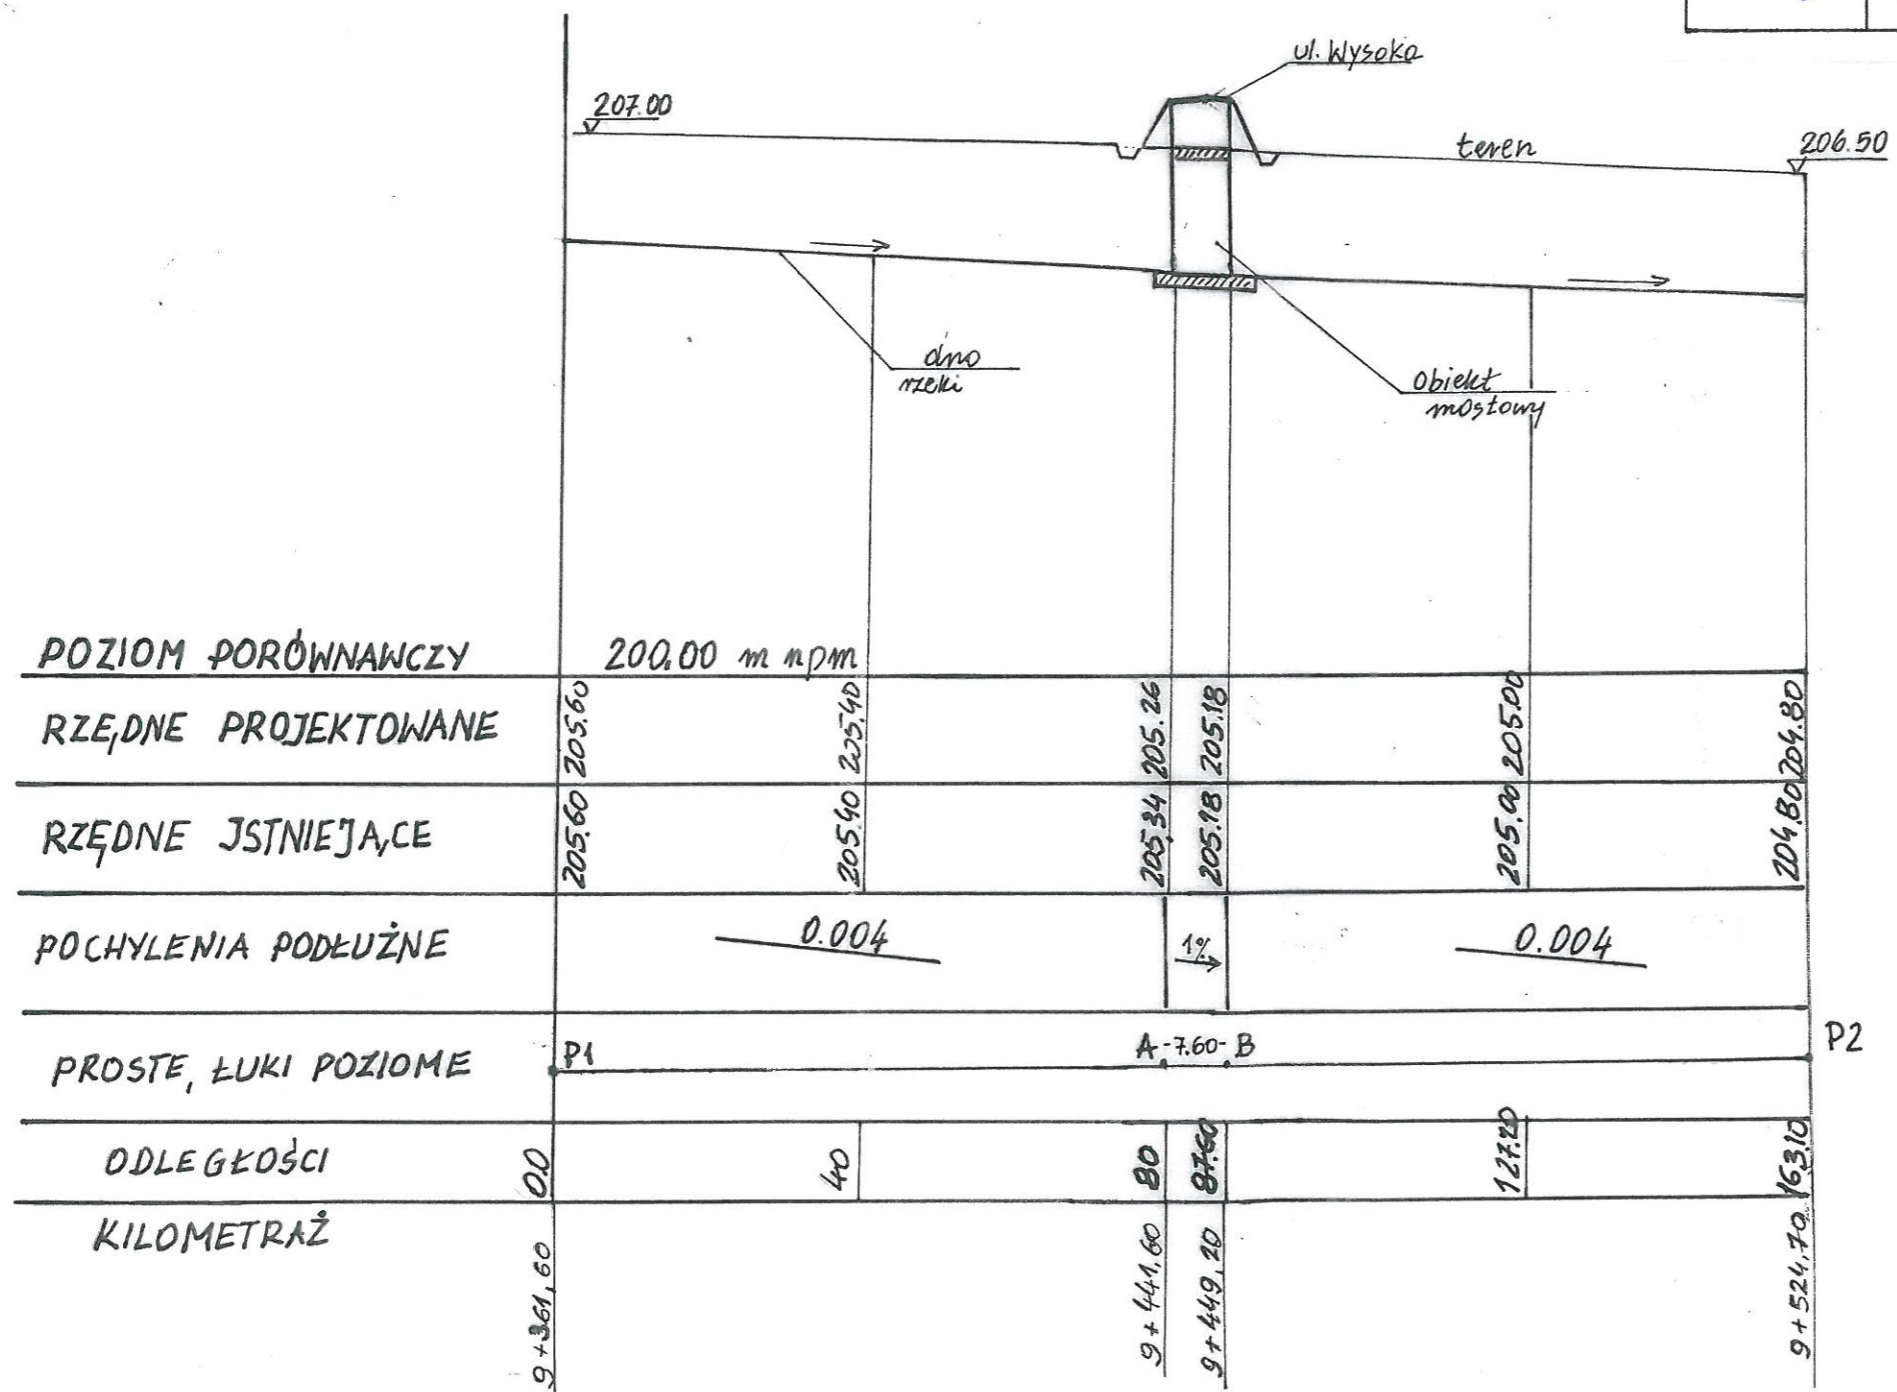 ul. Wysoka
207.00
teren
206.50
dno
rzeki
obiekt
mostowy
POZIOM PORÓWNAWCZY 200.00 m npm
RZĘDNE PROJEKTOWANE 205.60 205.40 205.26 205.18 205.00 204.80
RZĘDNE JSTNIEJĄCE 205.60 205.40 205.34 205.18 205.00 204.80
POCHYLENIA PODŁUŻNE 0.004 1% 0.004
PROSTE, ŁUKI POZIOME P1 A -7.60- B P2
ODLEGŁOŚCI 0.0 40 80 87.60 127.20 163.10
KILOMETRAŻ 9+361,60 9+441,60 9+449,20 9+524,70